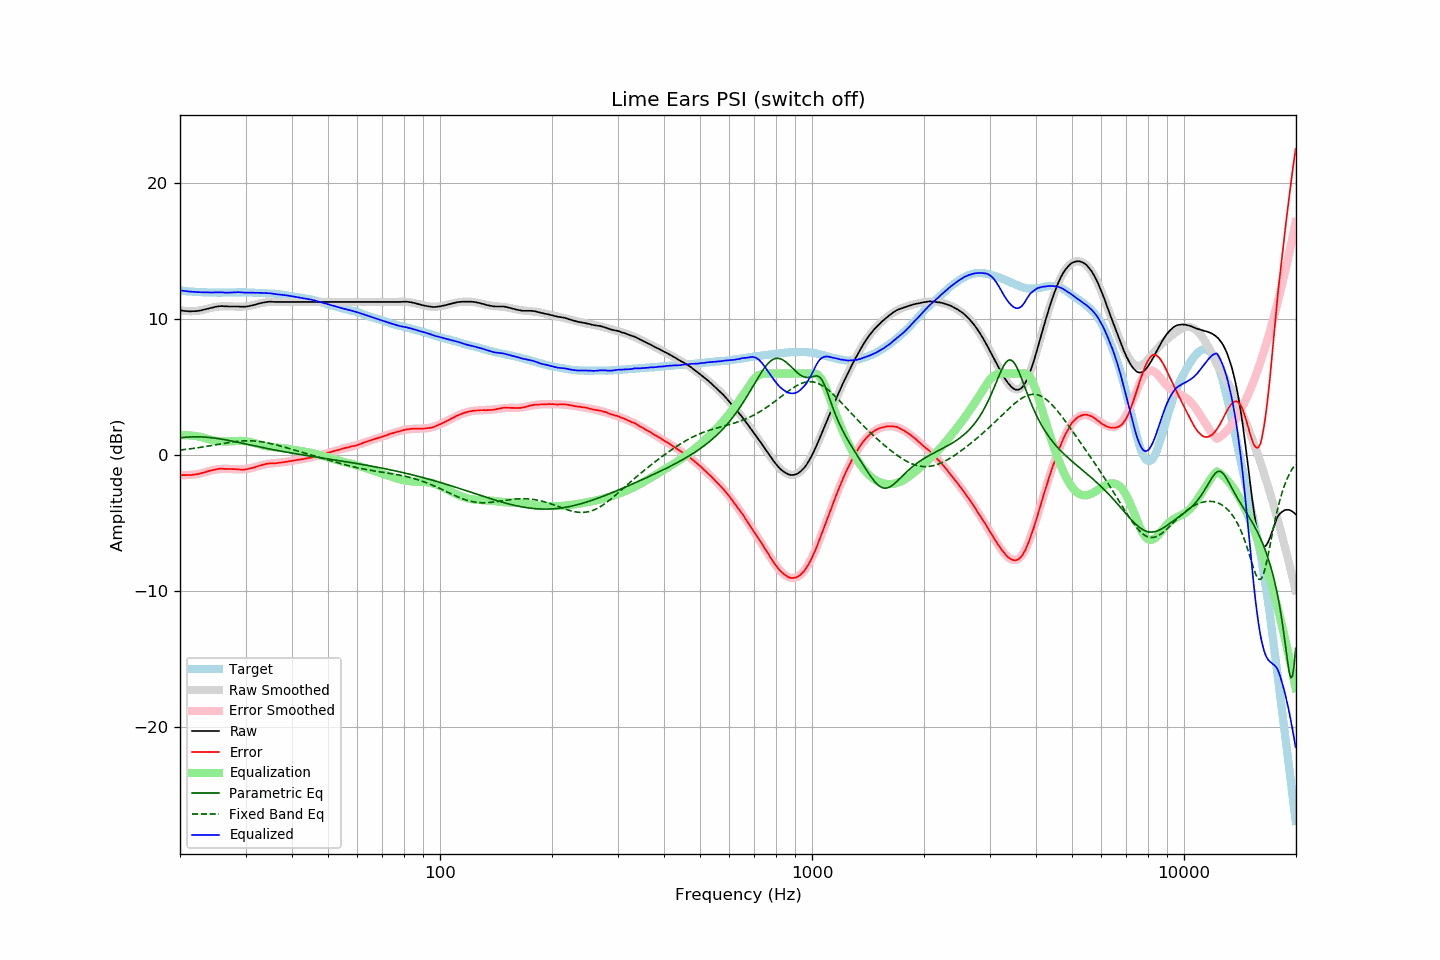 Lime Ears PSI (switch off)
20
10
0
−10
−20
Amplitude (dBr)
Target
Raw Smoothed
Error Smoothed
Raw
Error
Equalization
Parametric Eq
Fixed Band Eq
Equalized
100 1000 10000
Frequency (Hz)